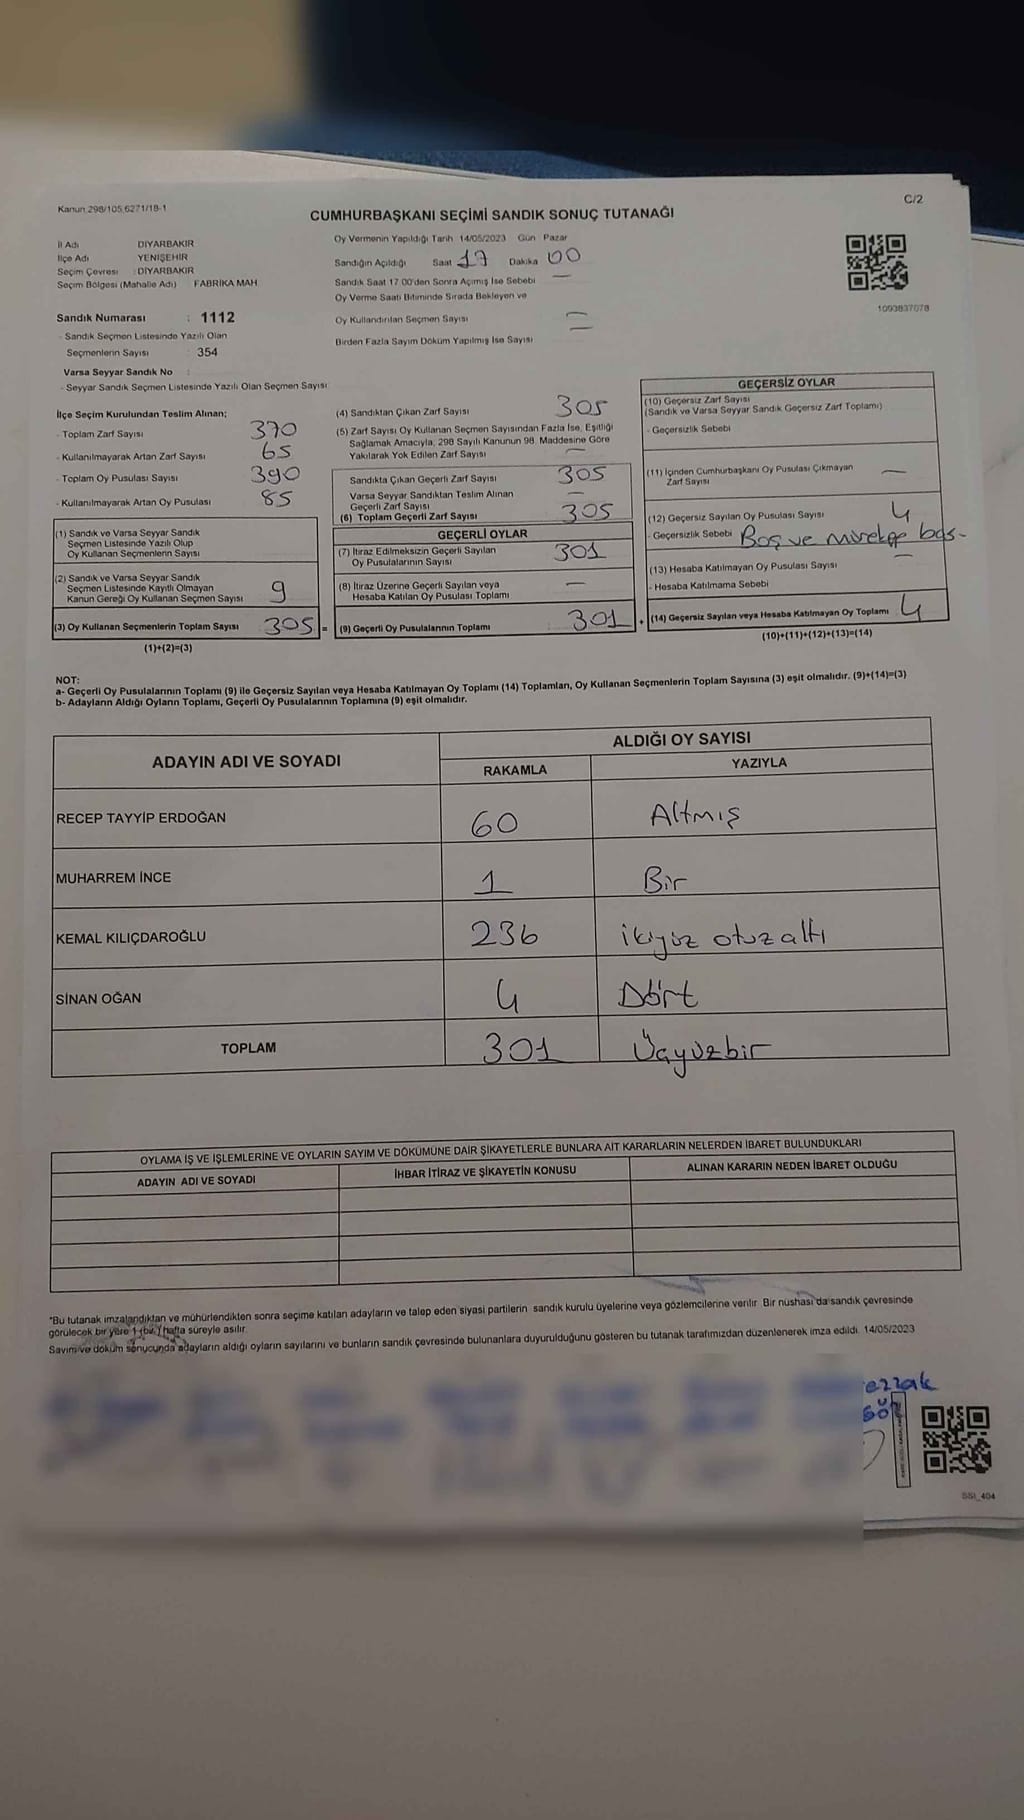 Kanun 298/105,6271/18-1
C/2
CUMHURBAŞKANI SEÇİMİ SANDIK SONUÇ TUTANAĞI
İl Adı DİYARBAKIR
İlçe Adı YENİŞEHİR
Seçim Çevresi : DİYARBAKIR
Seçim Bölgesi (Mahalle Adı) FABRİKA MAH
Sandık Numarası : 1112
- Sandık Seçmen Listesinde Yazılı Olan
Seçmenlerin Sayısı 354
Varsa Seyyar Sandık No :
- Seyyar Sandık Seçmen Listesinde Yazılı Olan Seçmen Sayısı
Oy Vermenin Yapıldığı Tarih 14/05/2023 Gün Pazar
Sandığın Açıldığı Saat 17 Dakika 00
Sandık Saat 17.00'den Sonra Açımış İse Sebebi —
Oy Verme Saati Bitiminde Sırada Bekleyen ve
Oy Kullandırılan Seçmen Sayısı —
Birden Fazla Sayım Döküm Yapılmış İse Sayısı —
1093837078
İlçe Seçim Kurulundan Teslim Alınan;
- Toplam Zarf Sayısı 370
- Kullanılmayarak Artan Zarf Sayısı 65
- Toplam Oy Pusulası Sayısı 390
- Kullanılmayarak Artan Oy Pusulası 85
(1) Sandık ve Varsa Seyyar Sandık
Seçmen Listesinde Yazılı Olup
Oy Kullanan Seçmenlerin Sayısı
(2) Sandık ve Varsa Seyyar Sandık
Seçmen Listesinde Kayıtlı Olmayan
Kanun Gereği Oy Kullanan Seçmen Sayısı 9
(3) Oy Kullanan Seçmenlerin Toplam Sayısı 305 =
(1)+(2)=(3)
(4) Sandıktan Çıkan Zarf Sayısı 305
(5) Zarf Sayısı Oy Kullanan Seçmen Sayısından Fazla İse, Eşitliği
Sağlamak Amacıyla, 298 Sayılı Kanunun 98. Maddesine Göre
Yakılarak Yok Edilen Zarf Sayısı —
Sandıkta Çıkan Geçerli Zarf Sayısı 305
Varsa Seyyar Sandıktan Teslim Alınan
Geçerli Zarf Sayısı —
(6) Toplam Geçerli Zarf Sayısı 305
GEÇERLİ OYLAR
(7) İtiraz Edilmeksizin Geçerli Sayılan
Oy Pusulalarının Sayısı 301
(8) İtiraz Üzerine Geçerli Sayılan veya
Hesaba Katılan Oy Pusulası Toplamı —
(9) Geçerli Oy Pusulalarının Toplamı 301 +
GEÇERSİZ OYLAR
(10) Geçersiz Zarf Sayısı
(Sandık ve Varsa Seyyar Sandık Geçersiz Zarf Toplamı)
- Geçersizlik Sebebi
(11) İçinden Cumhurbaşkanı Oy Pusulası Çıkmayan
Zarf Sayısı —
(12) Geçersiz Sayılan Oy Pusulası Sayısı 4
- Geçersizlik Sebebi Boş ve
(13) Hesaba Katılmayan Oy Pusulası Sayısı —
- Hesaba Katılmama Sebebi
(14) Geçersiz Sayılan veya Hesaba Katılmayan Oy Toplamı 4
(10)+(11)+(12)+(13)=(14)
NOT:
a- Geçerli Oy Pusulalarının Toplamı (9) ile Geçersiz Sayılan veya Hesaba Katılmayan Oy Toplamı (14) Toplamları, Oy Kullanan Seçmenlerin Toplam Sayısına (3) eşit olmalıdır. (9)+(14)=(3)
b- Adayların Aldığı Oyların Toplamı, Geçerli Oy Pusulalarının Toplamına (9) eşit olmalıdır.
ADAYIN ADI VE SOYADI ALDIĞI OY SAYISI
RAKAMLA YAZIYLA
RECEP TAYYİP ERDOĞAN 60 Altmış
MUHARREM İNCE 1 Bir
KEMAL KILIÇDAROĞLU 236 ikiyüz otuz altı
SİNAN OĞAN 4 Dört
TOPLAM 301 Üçyüzbir
OYLAMA İŞ VE İŞLEMLERİNE VE OYLARIN SAYIM VE DÖKÜMÜNE DAİR ŞİKAYETLERLE BUNLARA AİT KARARLARIN NELERDEN İBARET BULUNDUKLARI
ADAYIN ADI VE SOYADI İHBAR İTİRAZ VE ŞİKAYETİN KONUSU ALINAN KARARIN NEDEN İBARET OLDUĞU
*Bu tutanak imzalandıktan ve mühürlendikten sonra seçime katılan adayların ve talep eden siyasi partilerin sandık kurulu üyelerine veya gözlemcilerine verilir. Bir nüshası da sandık çevresinde
görülecek bir yere 1 (bir) hafta süreyle asılır.
Sayım ve döküm sonucunda adayların aldığı oyların sayılarını ve bunların sandık çevresinde bulunanlara duyurulduğunu gösteren bu tutanak tarafımızdan düzenlenerek imza edildi. 14/05/2023
ezzak
SSI_404